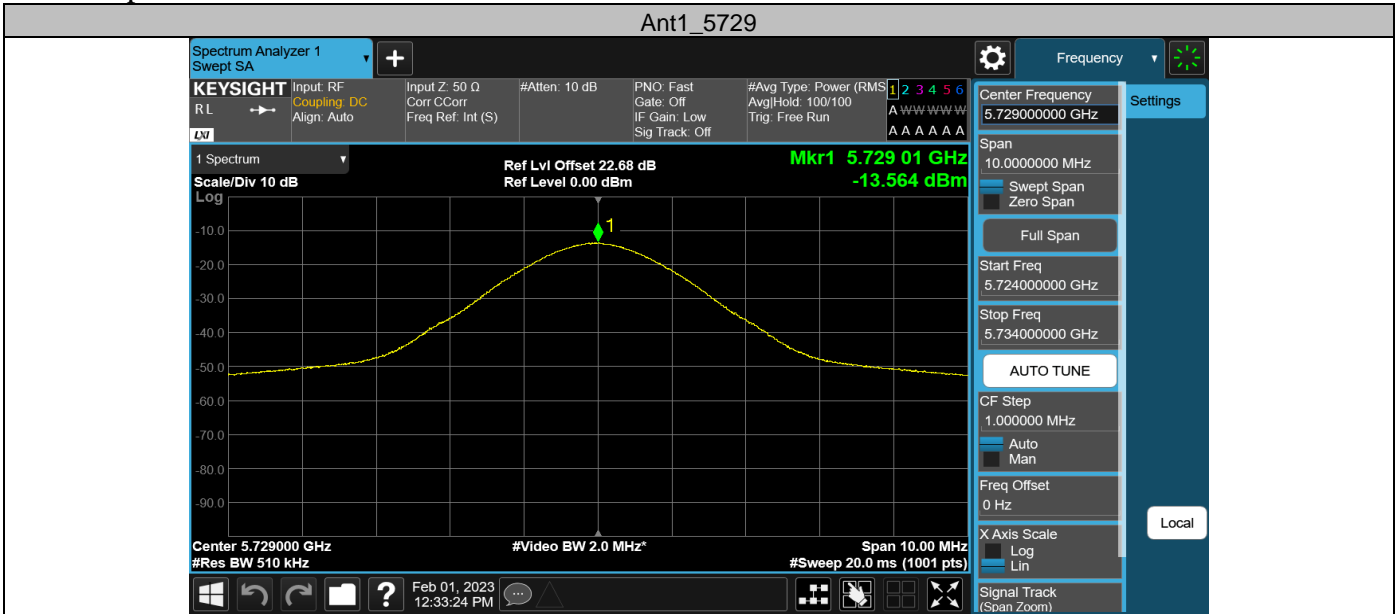 Ant1_5729
Spectrum Analyzer 1
Swept SA
Frequency
KEYSIGHT
RL
LXI
Input: RF
Coupling: DC
Align: Auto
Input Z: 50 Ω
Corr CCorr
Freq Ref: Int (S)
#Atten: 10 dB
PNO: Fast
Gate: Off
IF Gain: Low
Sig Track: Off
#Avg Type: Power (RMS
Avg|Hold: 100/100
Trig: Free Run
1 2 3 4 5 6
A W W W W W
A A A A A A
1 Spectrum
Scale/Div 10 dB
Log
Ref Lvl Offset 22.68 dB
Ref Level 0.00 dBm
Mkr1 5.729 01 GHz
-13.564 dBm
1
-10.0
-20.0
-30.0
-40.0
-50.0
-60.0
-70.0
-80.0
-90.0
Center 5.729000 GHz
#Res BW 510 kHz
#Video BW 2.0 MHz*
Span 10.00 MHz
#Sweep 20.0 ms (1001 pts)
Feb 01, 2023
12:33:24 PM
Center Frequency
5.729000000 GHz
Settings
Span
10.0000000 MHz
Swept Span
Zero Span
Full Span
Start Freq
5.724000000 GHz
Stop Freq
5.734000000 GHz
AUTO TUNE
CF Step
1.000000 MHz
Auto
Man
Freq Offset
0 Hz
Local
X Axis Scale
Log
Lin
Signal Track
(Span Zoom)